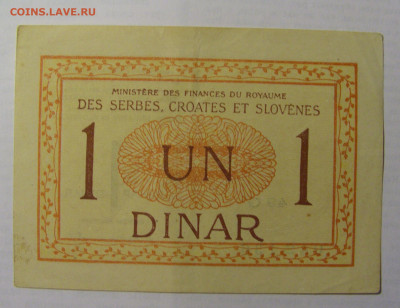 COINS.LAVE.RU
MINISTÈRE DES FINANCES DU ROYAUME
DES SERBES, CROATES ET SLOVÈNES
1 UN 1
DINAR